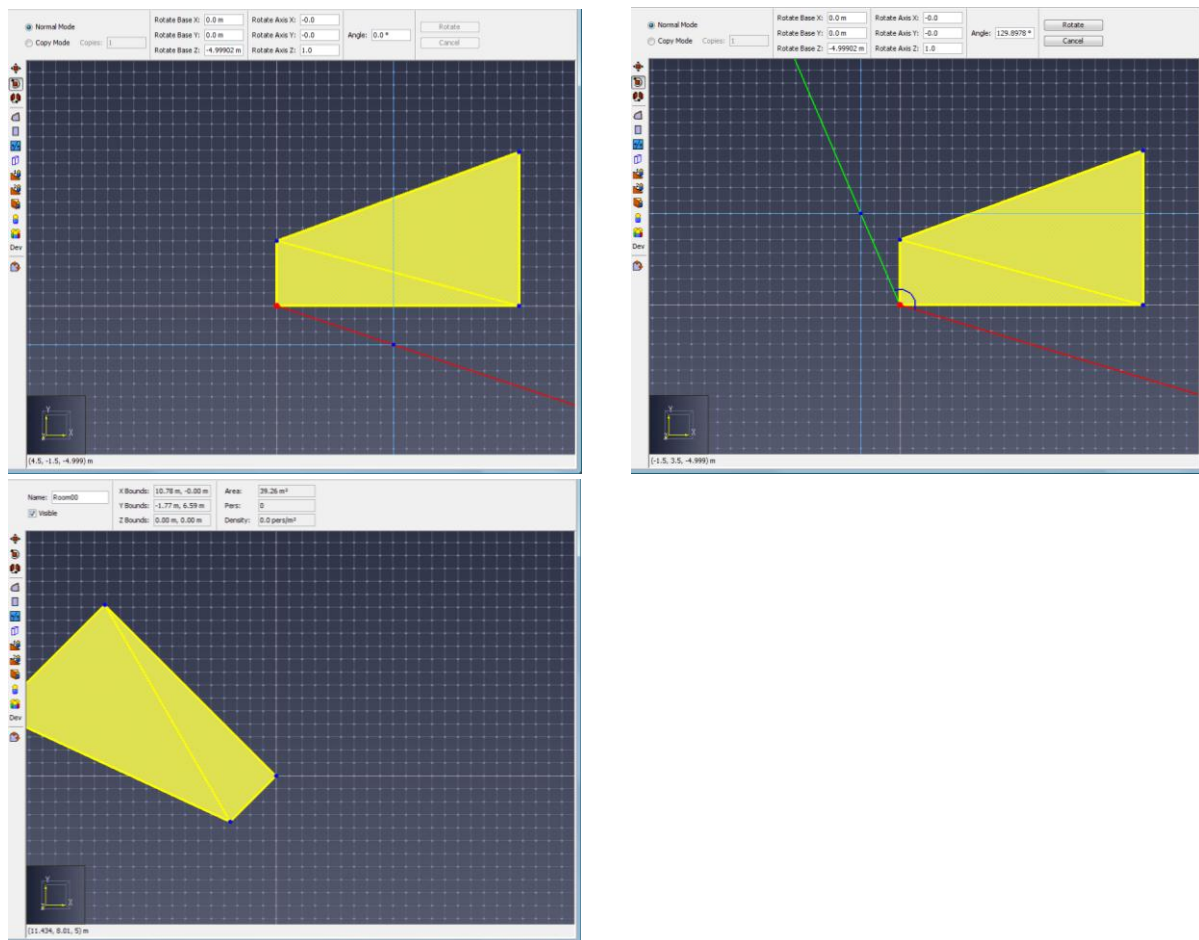 Normal Mode
Copy Mode Copies: 1
Rotate Base X: 0.0 m Rotate Axis X: -0.0
Rotate Base Y: 0.0 m Rotate Axis Y: -0.0 Angle: 0.0 °
Rotate Base Z: -4.99902 m Rotate Axis Z: 1.0
Rotate
Cancel
Dev
Y
X
(4.5, -1.5, -4.999) m
Normal Mode
Copy Mode Copies: 1
Rotate Base X: 0.0 m Rotate Axis X: -0.0
Rotate Base Y: 0.0 m Rotate Axis Y: -0.0 Angle: 129.8978 °
Rotate Base Z: -4.99902 m Rotate Axis Z: 1.0
Rotate
Cancel
Dev
Y
X
(-1.5, 3.5, -4.999) m
Name: Room00
Visible
X Bounds: 10.78 m, -0.00 m Area: 39.26 m²
Y Bounds: -1.77 m, 6.59 m Pers: 0
Z Bounds: 0.00 m, 0.00 m Density: 0.0 pers/m²
Dev
Y
X
(11.434, 8.01, 5) m